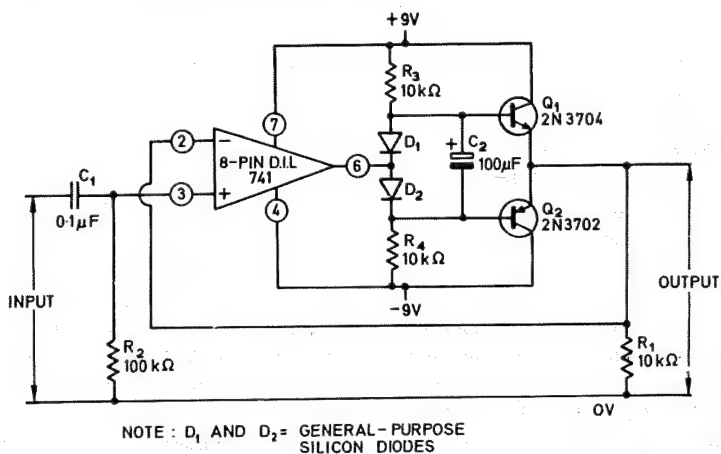 +9V
R3
10kΩ
7
Q1
2N3704
2
−
D1
+
C2
100μF
8-PIN D.I.L
741
6
C1
3
+
D2
0·1μF
4
Q2
2N3702
R4
10kΩ
INPUT
OUTPUT
−9V
R2
100kΩ
R1
10kΩ
0V
NOTE : D1 AND D2= GENERAL-PURPOSE
SILICON DIODES